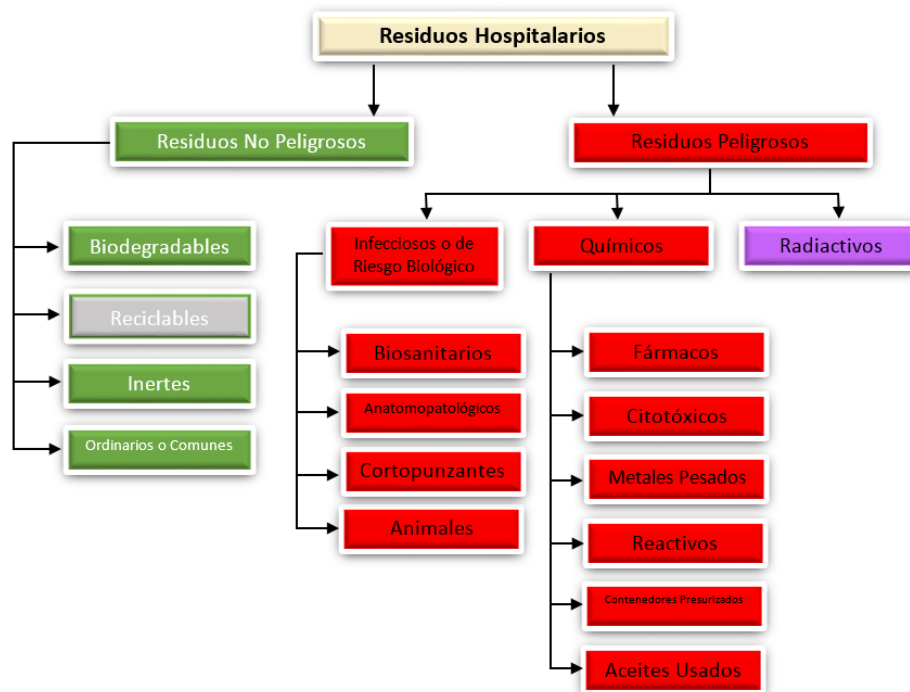 Residuos Hospitalarios
Residuos No Peligrosos
Residuos Peligrosos
Biodegradables
Reciclables
Inertes
Ordinarios o Comunes
Infecciosos o de
Riesgo Biológico
Químicos
Radiactivos
Biosanitarios
Anatomopatológicos
Cortopunzantes
Animales
Fármacos
Citotóxicos
Metales Pesados
Reactivos
Contenedores Presurizados
Aceites Usados